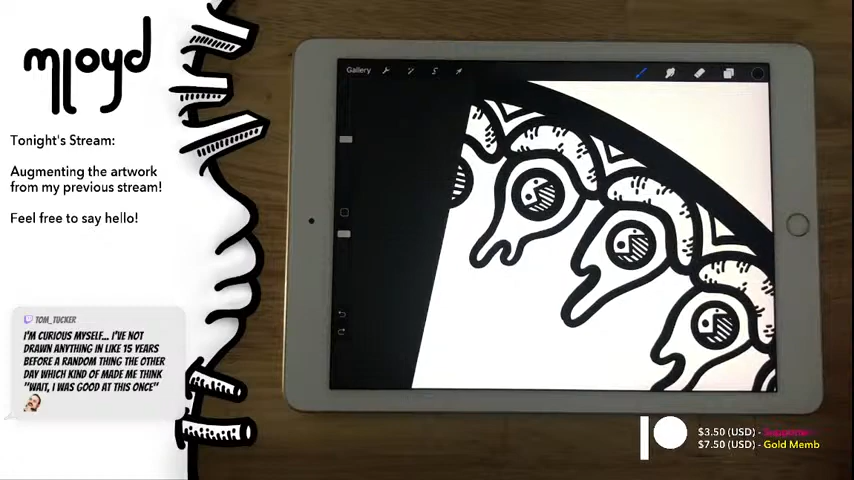 mloyd
Tonight's Stream:
Augmenting the artwork
from my previous stream!
Feel free to say hello!
TOM_TUCKER
I'M CURIOUS MYSELF... I'VE NOT
DRAWN ANYTHING IN LIKE 15 YEARS
BEFORE A RANDOM THING THE OTHER
DAY WHICH KIND OF MADE ME THINK
"WAIT, I WAS GOOD AT THIS ONCE"
Gallery
$3.50 (USD) -
$7.50 (USD) - Gold Memb